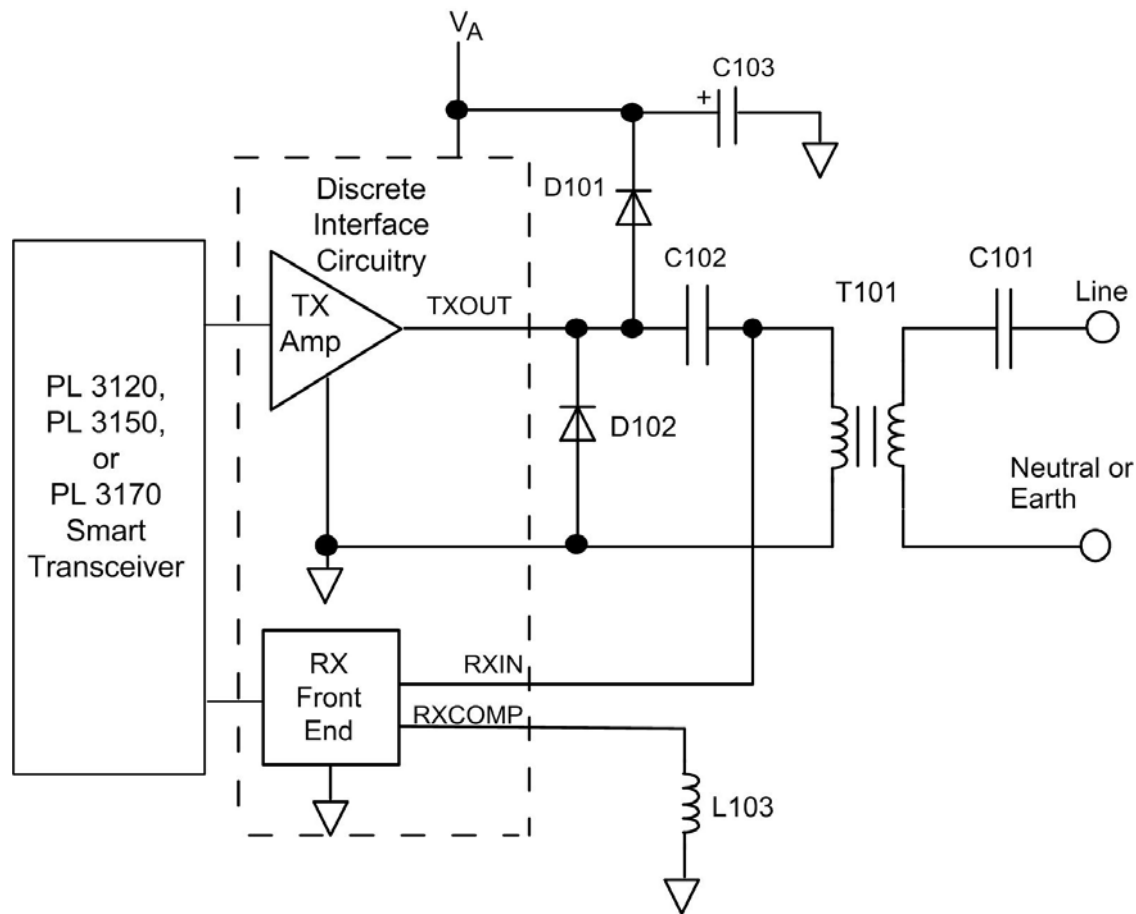 VA
C103
+
D101
Discrete
Interface
Circuitry
C102
C101
T101
Line
TX
Amp
TXOUT
PL 3120,
PL 3150,
or
PL 3170
Smart
Transceiver
D102
Neutral or
Earth
RX
Front
End
RXIN
RXCOMP
L103